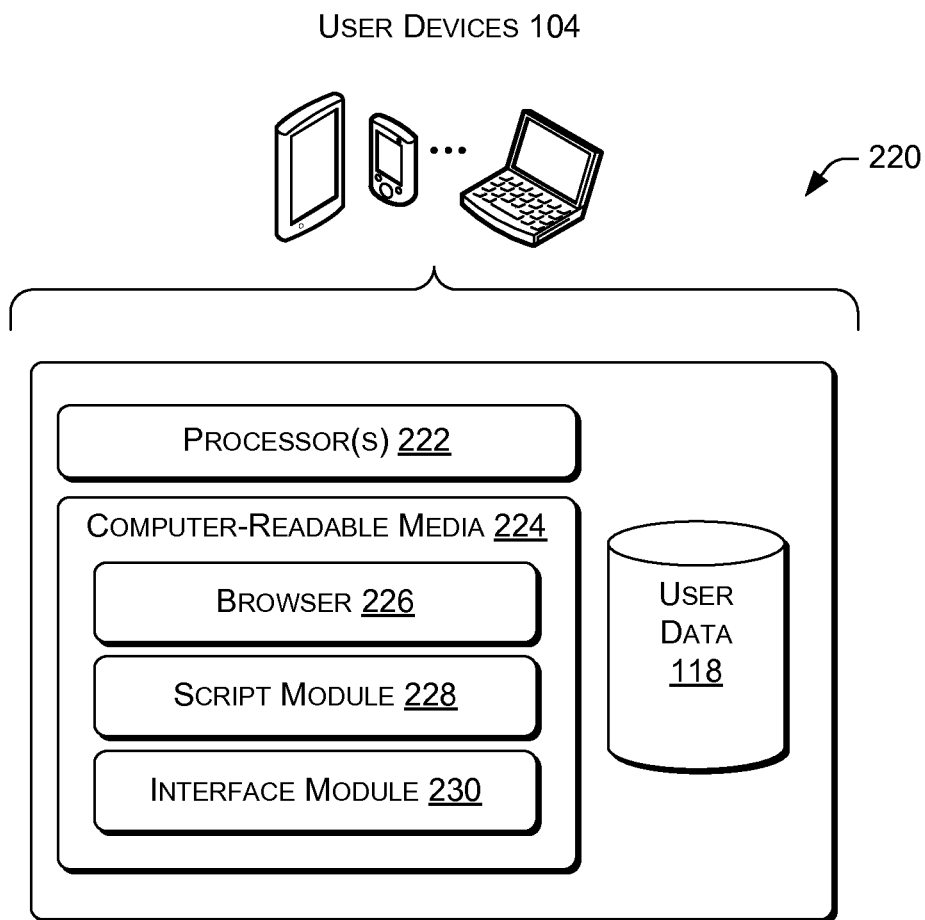 USER DEVICES 104
220
PROCESSOR(S) 222
COMPUTER-READABLE MEDIA 224
BROWSER 226
SCRIPT MODULE 228
INTERFACE MODULE 230
USER
DATA
118